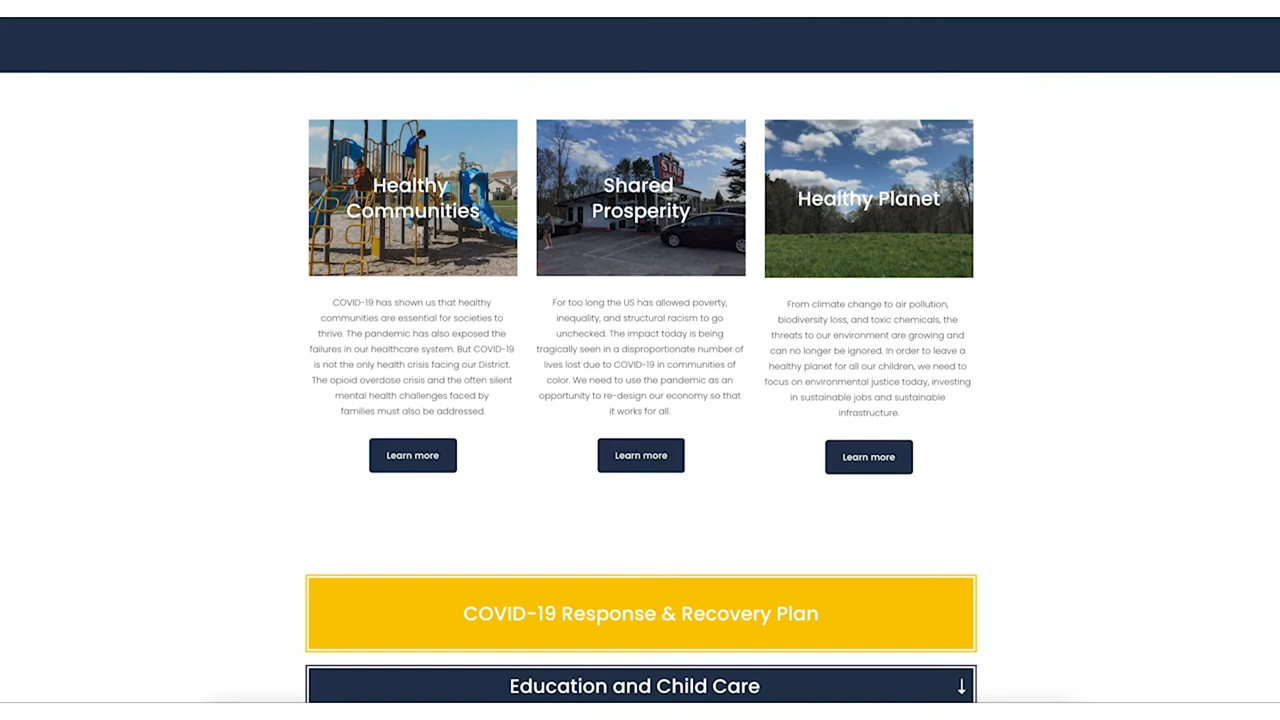 Healthy
Communities
Shared
Prosperity
Healthy Planet
COVID-19 has shown us that healthy
communities are essential for societies to
thrive. The pandemic has also exposed the
failures in our healthcare system. But COVID-19
is not the only health crisis facing our District.
The opioid overdose crisis and the often silent
mental health challenges faced by
families must also be addressed.
For too long the US has allowed poverty,
inequality, and structural racism to go
unchecked. The impact today is being
tragically seen in a disproportionate number of
lives lost due to COVID-19 in communities of
color. We need to use the pandemic as an
opportunity to re-design our economy so that
it works for all.
From climate change to air pollution,
biodiversity loss, and toxic chemicals, the
threats to our environment are growing and
can no longer be ignored. In order to leave a
healthy planet for all our children, we need to
focus on environmental justice today, investing
in sustainable jobs and sustainable
infrastructure.
Learn more
Learn more
Learn more
COVID-19 Response & Recovery Plan
Education and Child Care